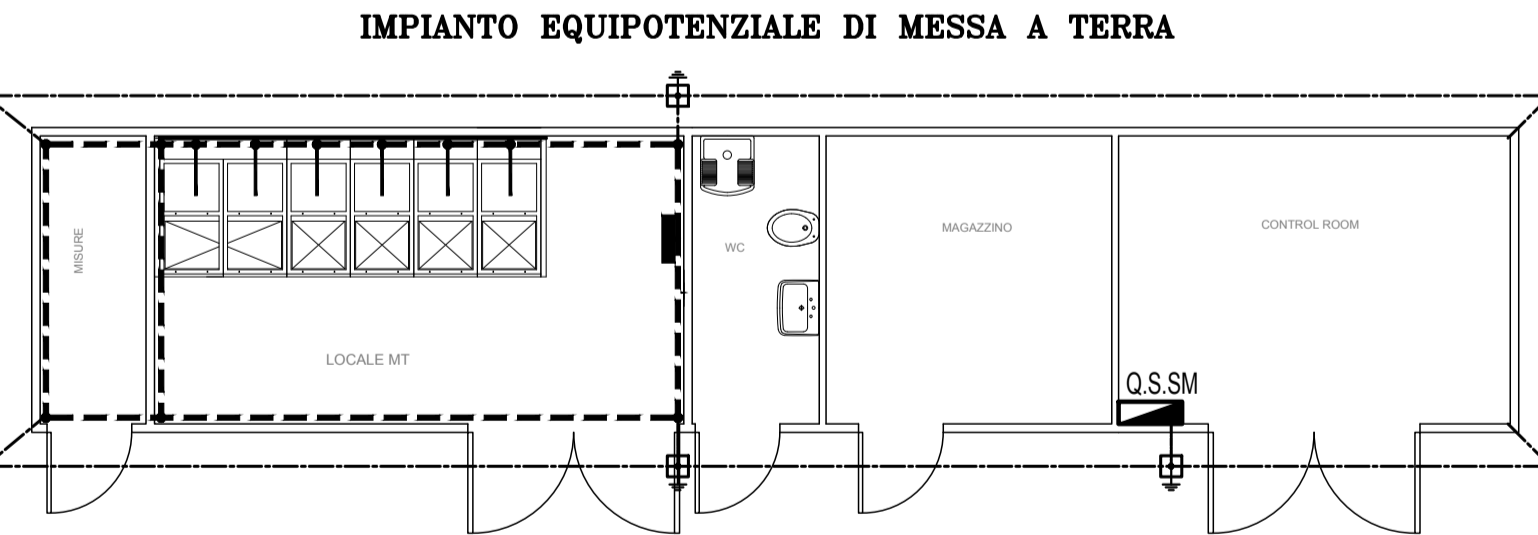 IMPIANTO EQUIPOTENZIALE DI MESSA A TERRA
MISURE
LOCALE MT
WC
MAGAZZINO
CONTROL ROOM
Q.S.SM